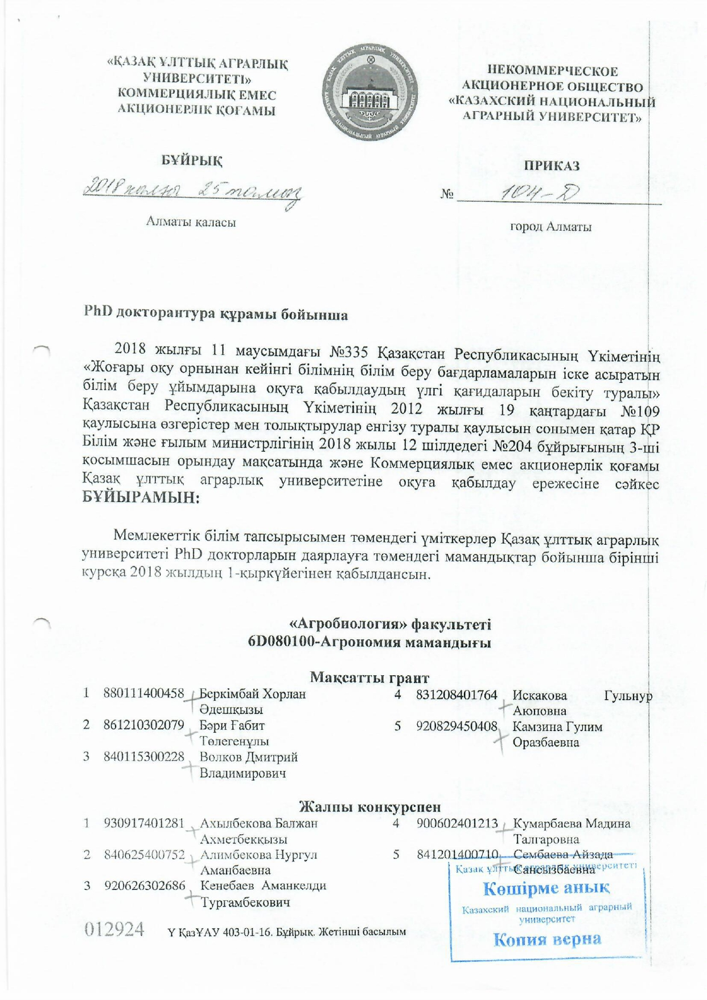 «ҚАЗАҚ ҰЛТТЫҚ АГРАРЛЫҚ
УНИВЕРСИТЕТІ»
КОММЕРЦИЯЛЫҚ ЕМЕС
АКЦИОНЕРЛІК ҚОҒАМЫ
НЕКОММЕРЧЕСКОЕ
АКЦИОНЕРНОЕ ОБЩЕСТВО
«КАЗАХСКИЙ НАЦИОНАЛЬНЫЙ
АГРАРНЫЙ УНИВЕРСИТЕТ»
БҰЙРЫҚ
2018 жылғы 25 тамыз
Алматы қаласы
ПРИКАЗ
№ 104-Д
город Алматы
PhD докторантура құрамы бойынша
2018 жылғы 11 маусымдағы №335 Қазақстан Республикасының Үкіметінің
«Жоғары оқу орнынан кейінгі білімнің білім беру бағдарламаларын іске асыратын
білім беру ұйымдарына оқуға қабылдаудың үлгі қағидаларын бекіту туралы»
Қазақстан Республикасының Үкіметінің 2012 жылғы 19 қаңтардағы №109
қаулысына өзгерістер мен толықтырулар енгізу туралы қаулысын сонымен қатар ҚР
Білім және ғылым министрлігінің 2018 жылы 12 шілдедегі №204 бұйрығының 3-ші
қосымшасын орындау мақсатында және Коммерциялық емес акционерлік қоғамы
Қазақ ұлттық аграрлық университетіне оқуға қабылдау ережесіне сәйкес
БҰЙЫРАМЫН:
Мемлекеттік білім тапсырысымен төмендегі үміткерлер Қазақ ұлттық аграрлық
университеті PhD докторларын даярлауға төмендегі мамандықтар бойынша бірінші
курсқа 2018 жылдың 1-қыркүйегінен қабылдансын.
«Агробиология» факультеті
6D080100-Агрономия мамандығы
Мақсатты грант
1 880111400458 Беркімбай Хорлан
Әдешқызы
2 861210302079 Бәри Ғабит
Төлегенұлы
3 840115300228 Волков Дмитрий
Владимирович
4 831208401764 Искакова Гульнур
Аюповна
5 920829450408 Камзина Гулим
Оразбаевна
Жалпы конкурспен
1 930917401281 Ахылбекова Балжан
Ахметбекқызы
2 840625400752 Алимбекова Нургул
Аманбаевна
3 920626302686 Кенебаев Аманкелди
Тургамбекович
4 900602401213 Кумарбаева Мадина
Талгаровна
5 841201400710 Сембаева Айзада
Сансызбаевна
Қазақ ұлттық аграрлық университеті
Көшірме анық
Казахский национальный аграрный
университет
Копия верна
012924 Ү ҚазҰАУ 403-01-16. Бұйрық. Жетінші басылым